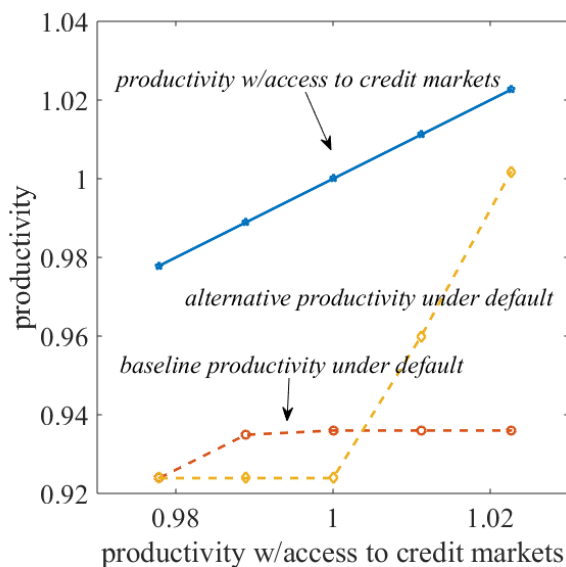 1.04
1.02
1
0.98
0.96
0.94
0.92
productivity
productivity w/access to credit markets
alternative productivity under default
baseline productivity under default
0.98
1
1.02
productivity w/access to credit markets